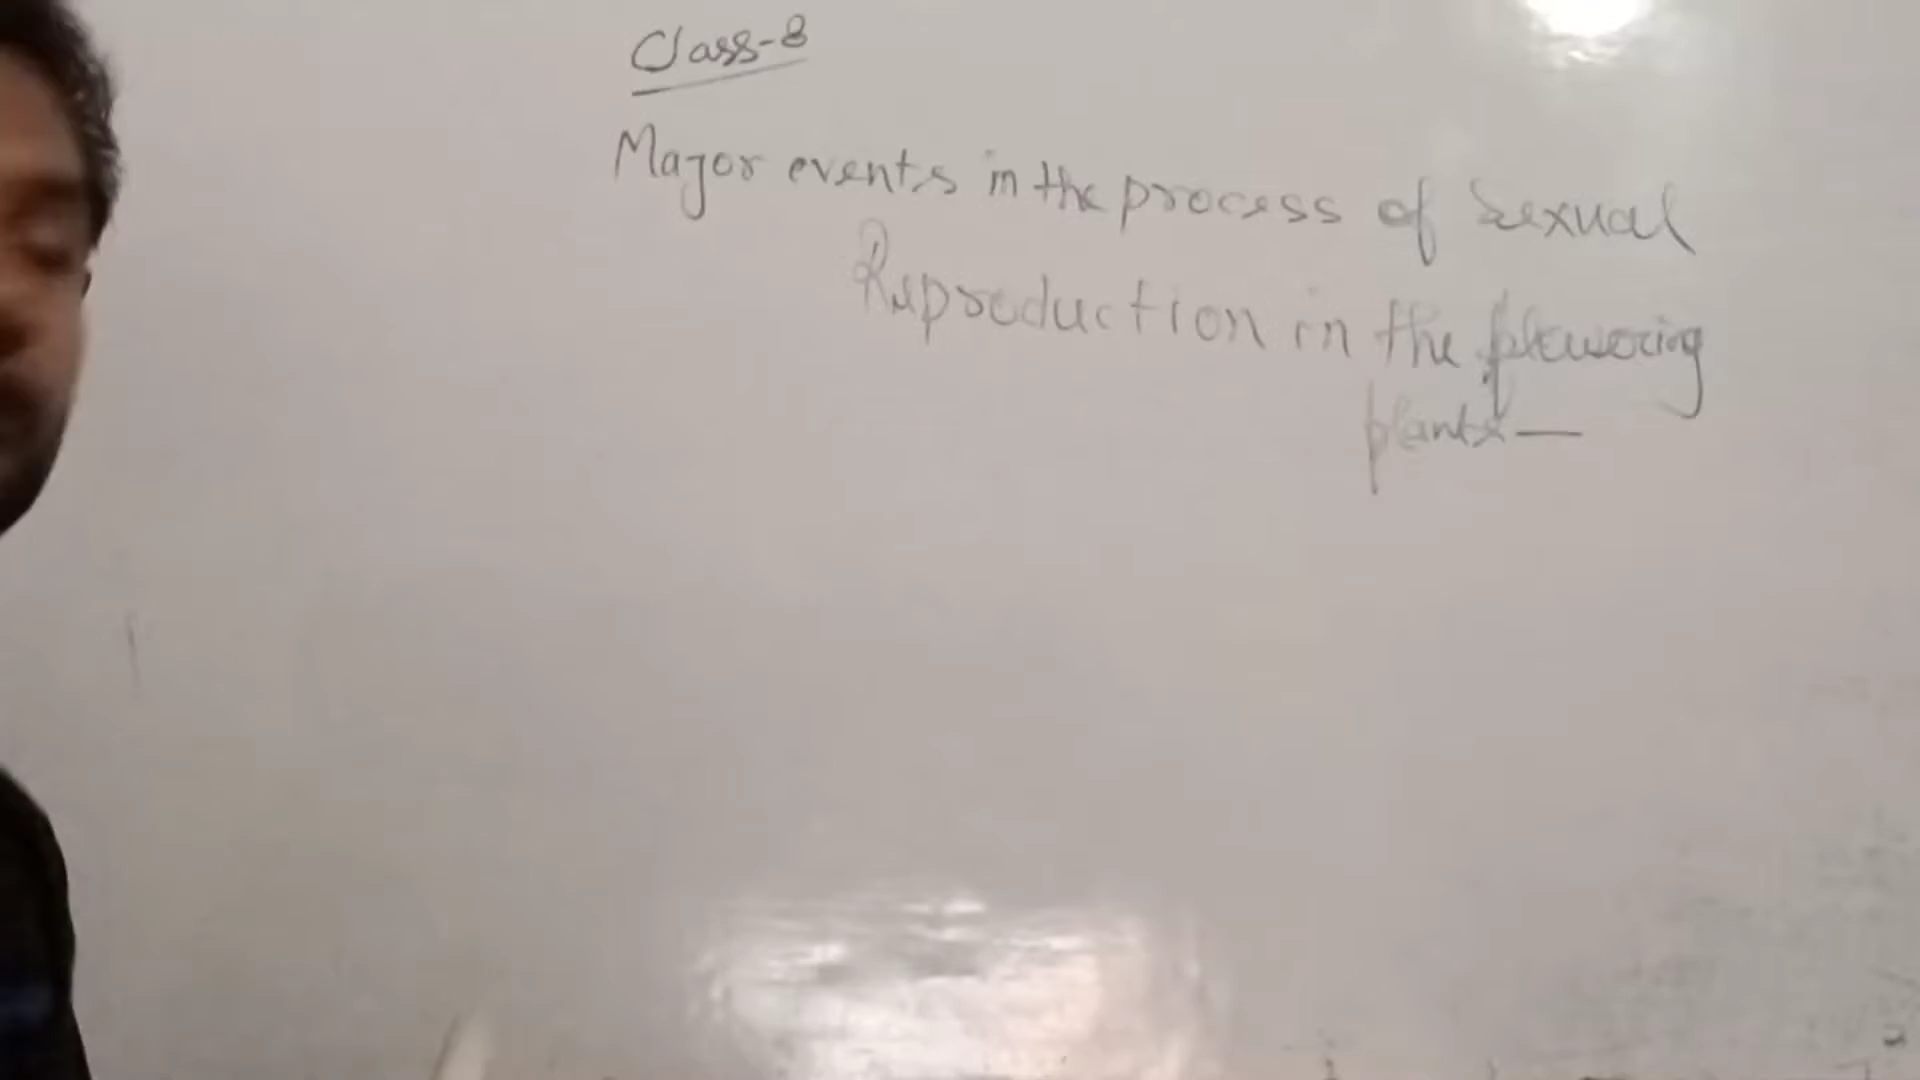 Class-8
Major events in the process of Sexual
Reproduction in the flowering
plants—